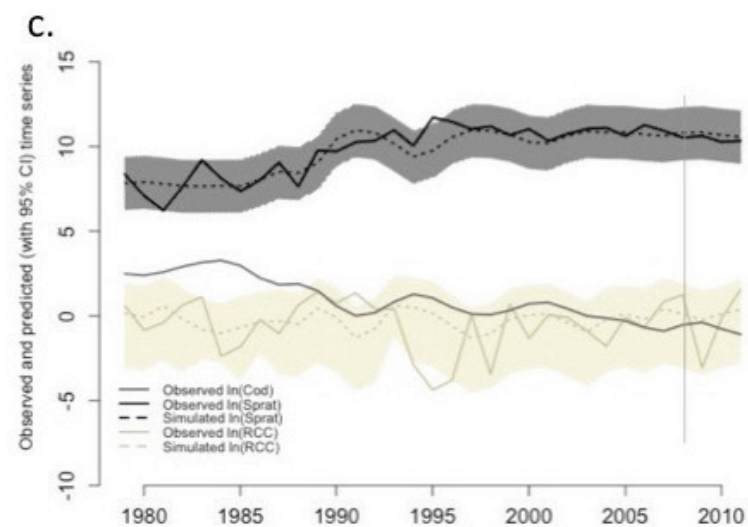 C.
Observed and predicted (with 95% CI) time series
15
10
5
0
-5
-10
Observed ln(Cod)
Observed ln(Sprat)
Simulated ln(Sprat)
Observed ln(RCC)
Simulated ln(RCC)
1980 1985 1990 1995 2000 2005 2010